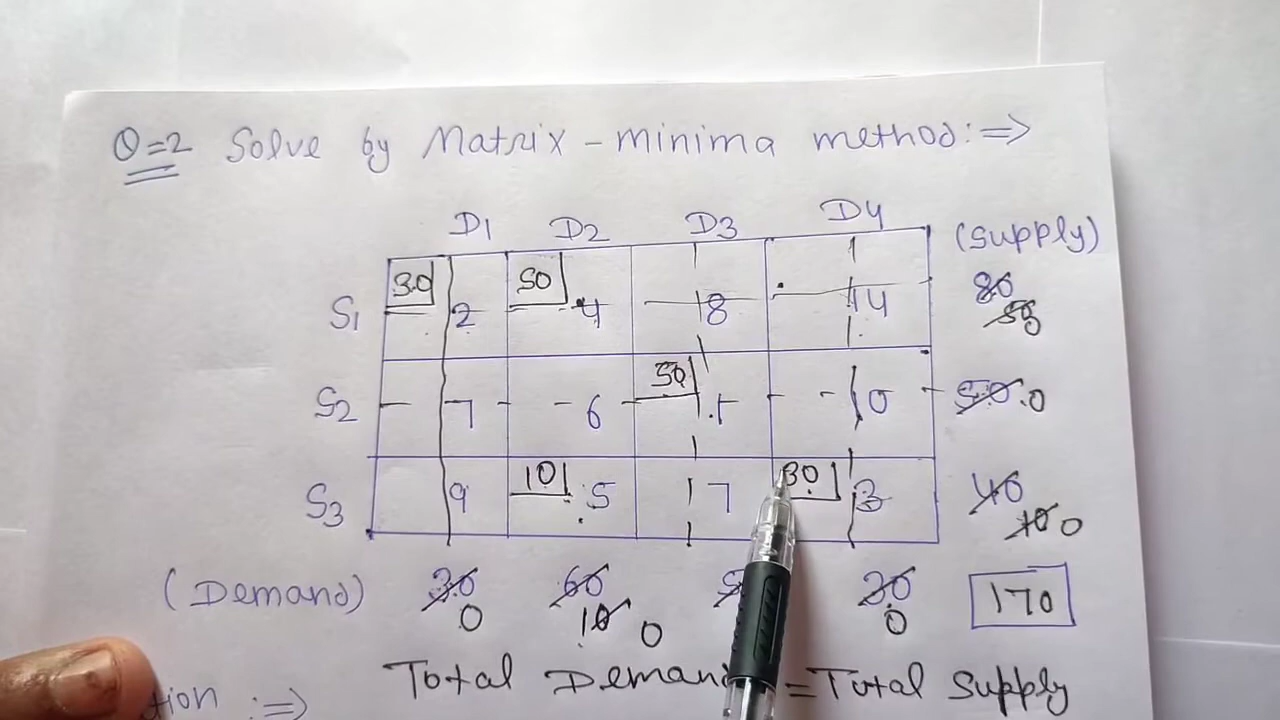 Q=2 Solve by Matrix-minima method:⇒
D1 D2 D3 D4 (Supply)
S1 30 2 50 4 8 14 80 50 0
S2 7 6 50 1 10 50 0
S3 9 10 5 7 30 3 40 10 0
(Demand) 30 0 60 10 0 30 0 170
Total = Total Supply
:⇒